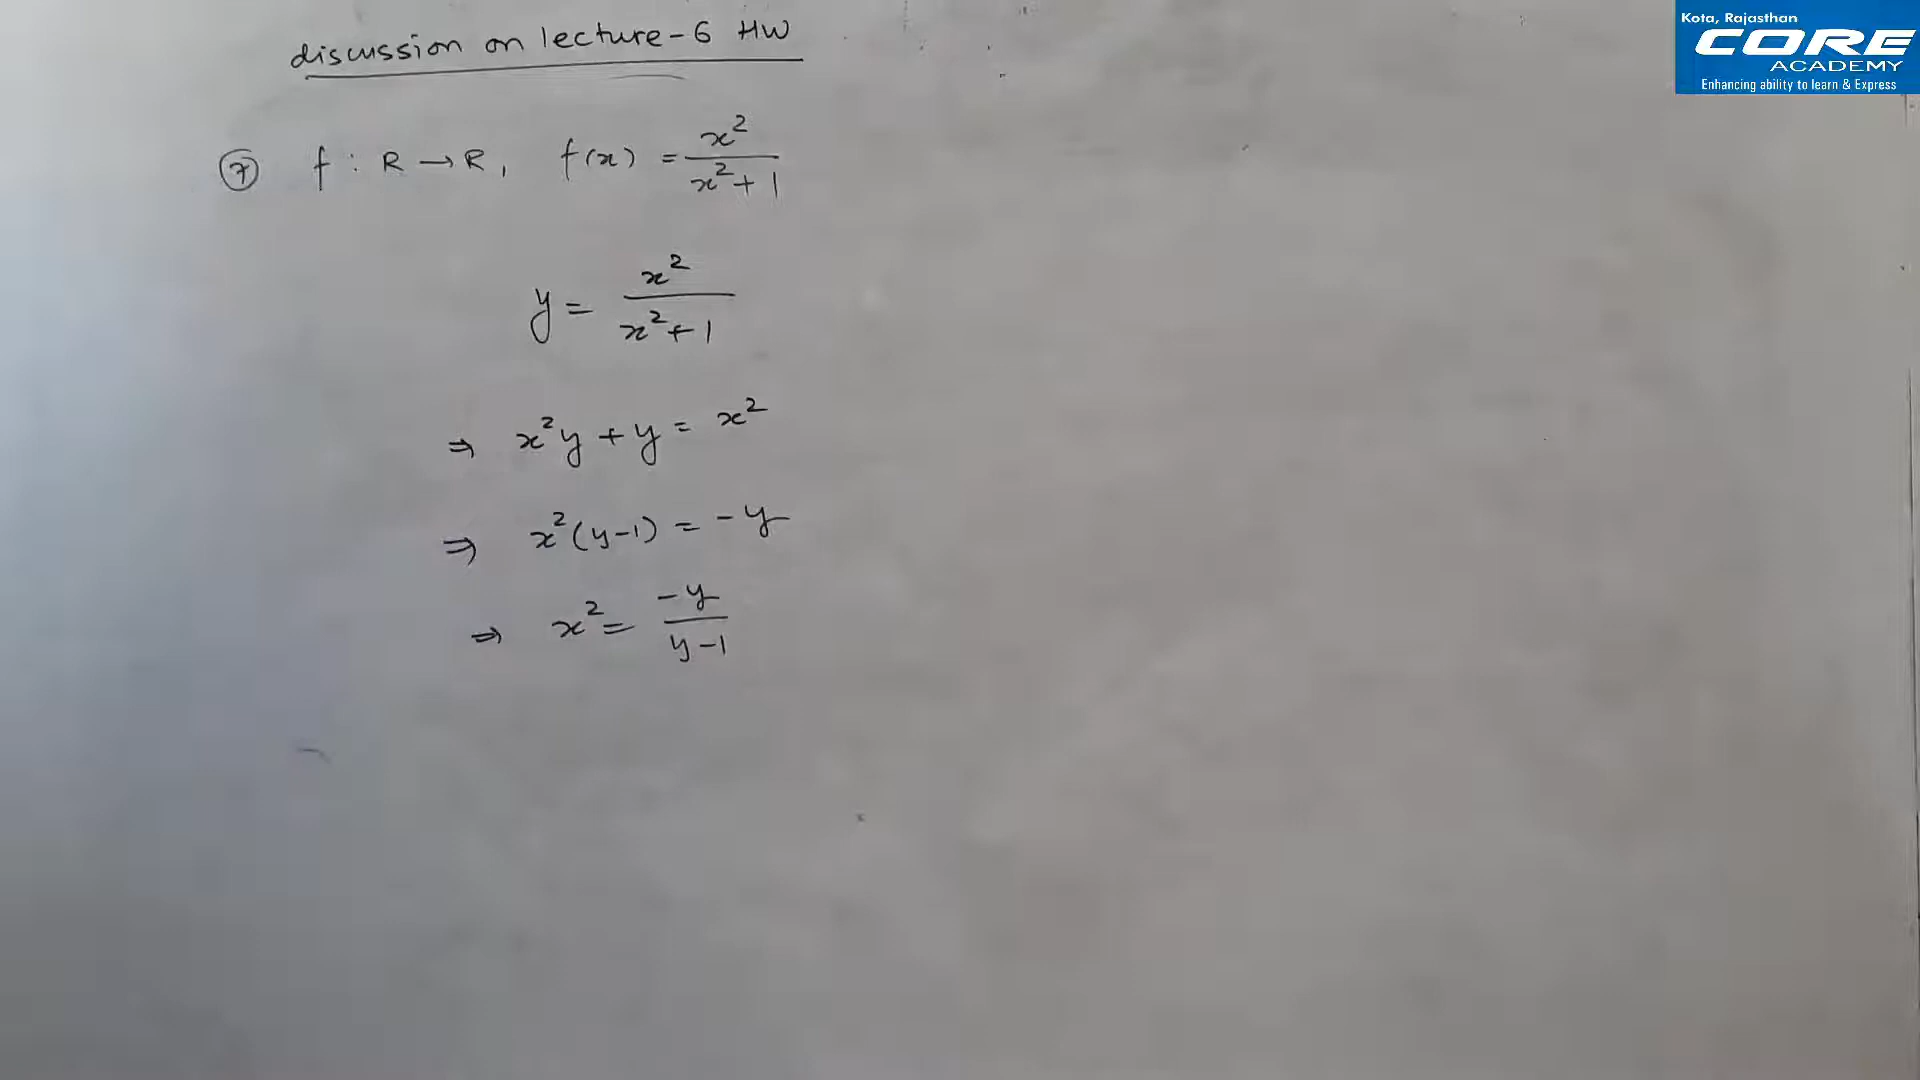 discussion on lecture-6 HW
Kota, Rajasthan
CORE
ACADEMY
Enhancing ability to learn & Express
⑦ f : R → R, f(x) = x²/(x²+1)
y = x²/(x²+1)
⇒ x²y + y = x²
⇒ x²(y-1) = -y
⇒ x² = -y/(y-1)